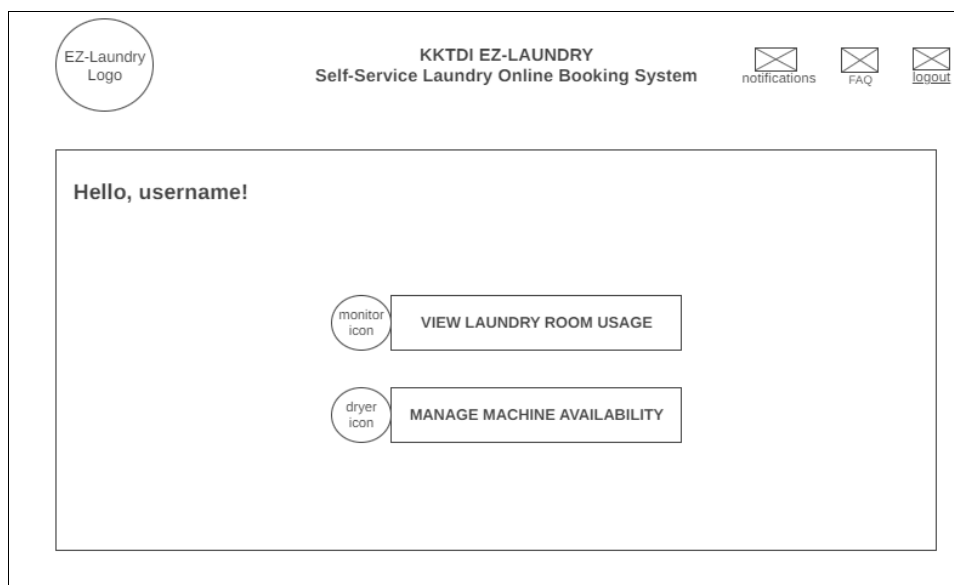 EZ-Laundry
Logo
KKTDI EZ-LAUNDRY
Self-Service Laundry Online Booking System
notifications
FAQ
logout
Hello, username!
monitor
icon
VIEW LAUNDRY ROOM USAGE
dryer
icon
MANAGE MACHINE AVAILABILITY